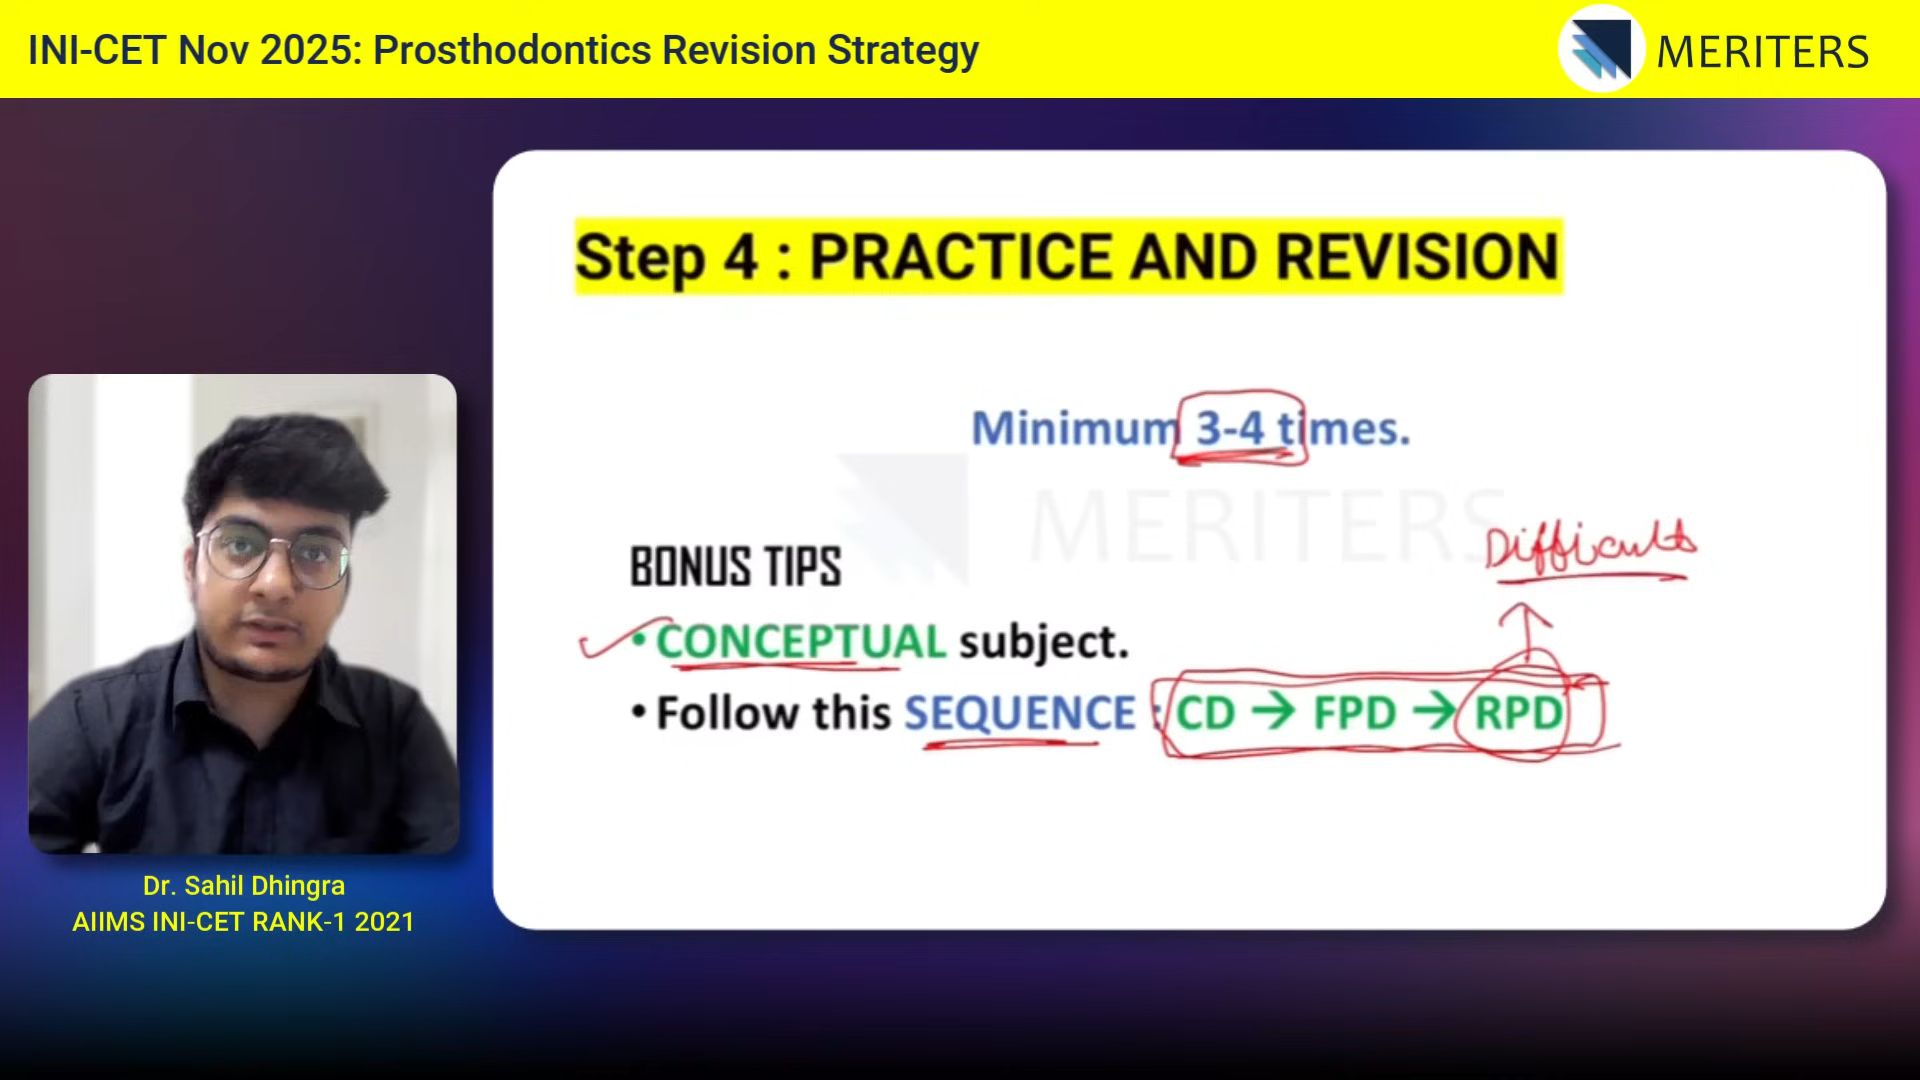 INI-CET Nov 2025: Prosthodontics Revision Strategy
MERITERS
Step 4 : PRACTICE AND REVISION
Minimum 3-4 times.
MERITERS
Difficult
BONUS TIPS
• CONCEPTUAL subject.
• Follow this SEQUENCE : CD → FPD → RPD
Dr. Sahil Dhingra
AIIMS INI-CET RANK-1 2021